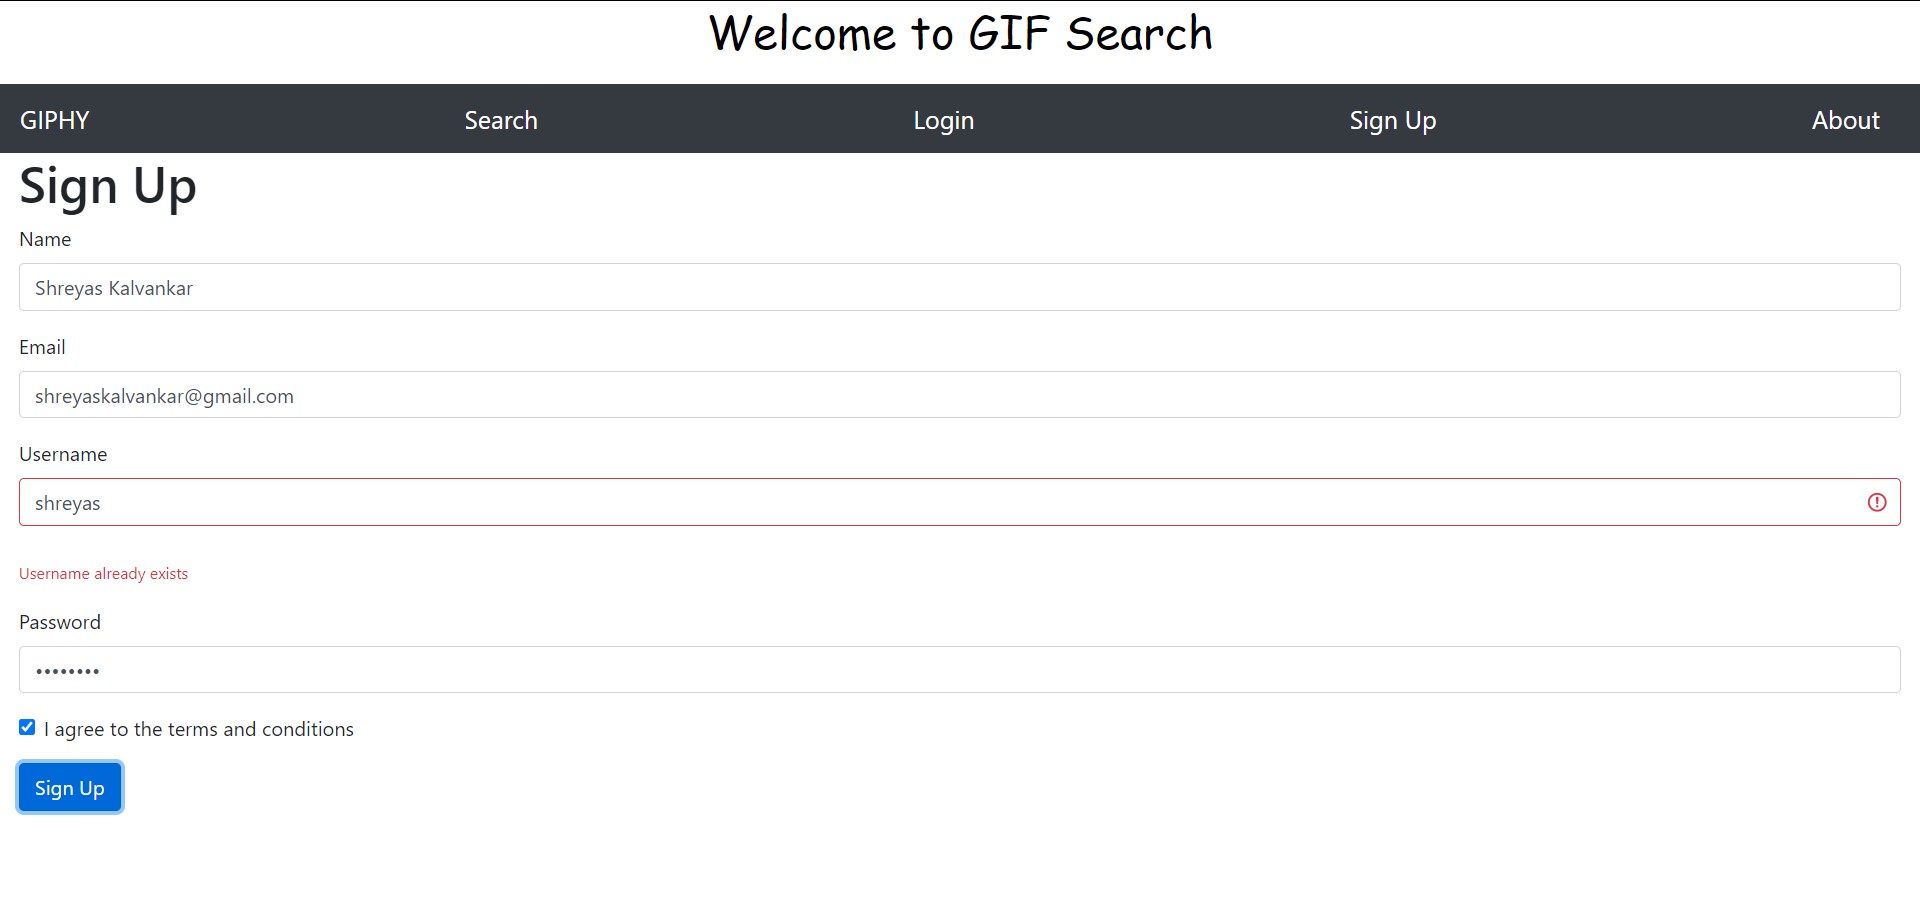 Welcome to GIF Search
GIPHY Search Login Sign Up About
Sign Up
Name
Shreyas Kalvankar
Email
shreyaskalvankar@gmail.com
Username
shreyas
Username already exists
Password
••••••••
I agree to the terms and conditions
Sign Up